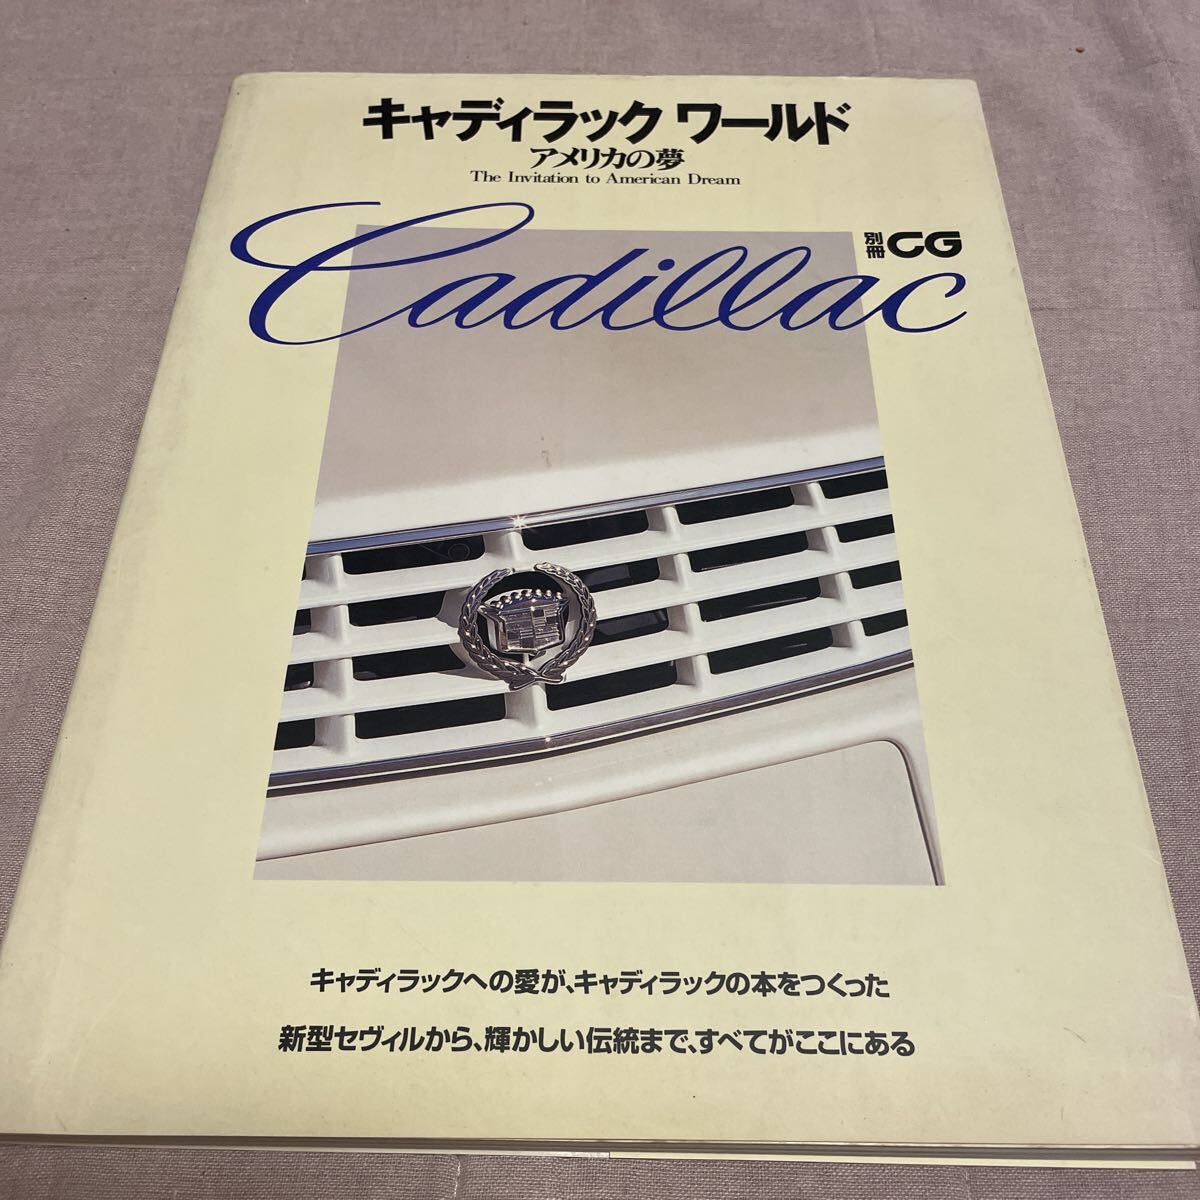 キャディラック ワールド
アメリカの夢
The Invitation to American Dream
別冊 CG
Cadillac
キャディラックへの愛が、キャディラックの本をつくった
新型セヴィルから、輝かしい伝統まで、すべてがここにある